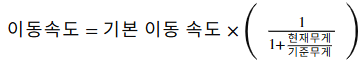 이동속도 = 기본 이동 속도 × ( 1 / (1 + 현재무게 / 기준무게) )